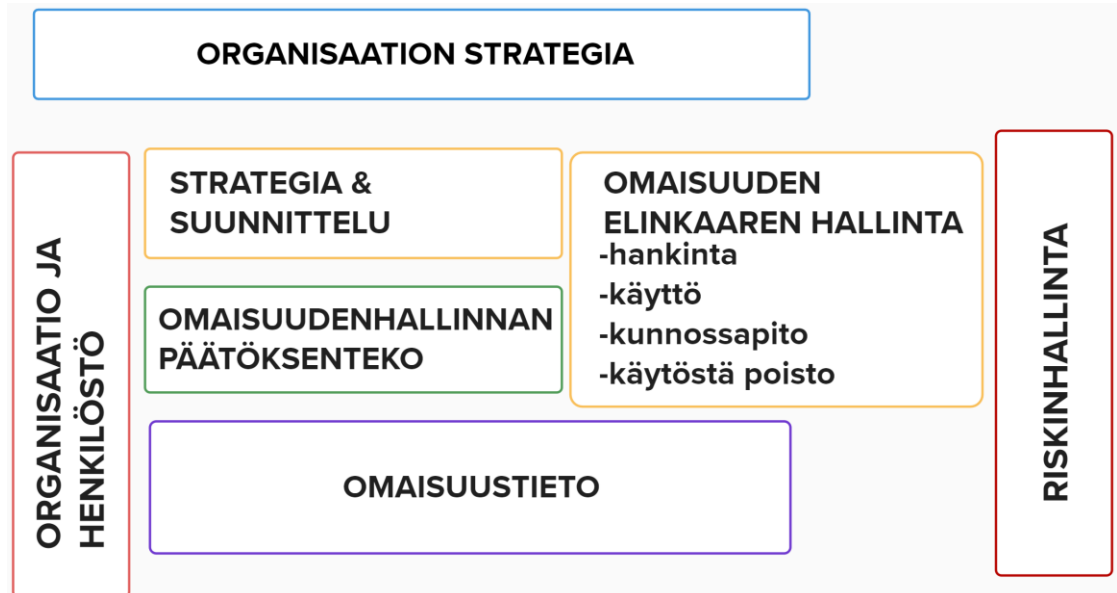 ORGANISAATION STRATEGIA
ORGANISAATIO JA
HENKILÖSTÖ
STRATEGIA &
SUUNNITTELU
OMAISUUDENHALLINNAN
PÄÄTÖKSENTEKO
OMAISUUDEN
ELINKAAREN HALLINTA
-hankinta
-käyttö
-kunnossapito
-käytöstä poisto
OMAISUUSTIETO
RISKINHALLINTA